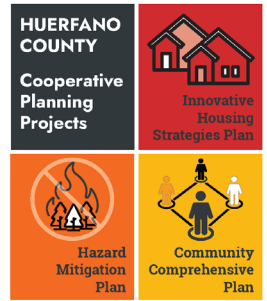 HUERFANO
COUNTY
Cooperative
Planning
Projects
Innovative
Housing
Strategies Plan
Hazard
Mitigation
Plan
Community
Comprehensive
Plan